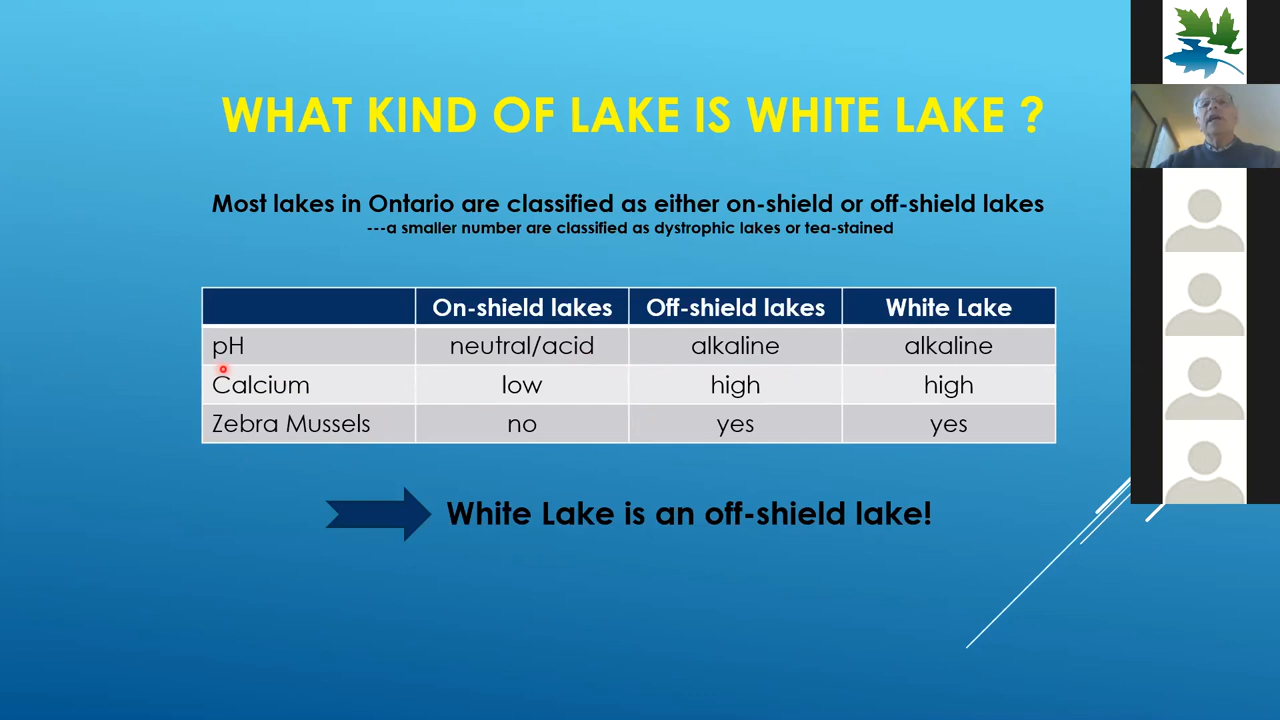 WHAT KIND OF LAKE IS WHITE LAKE ?
Most lakes in Ontario are classified as either on-shield or off-shield lakes
---a smaller number are classified as dystrophic lakes or tea-stained
On-shield lakes Off-shield lakes White Lake
pH neutral/acid alkaline alkaline
Calcium low high high
Zebra Mussels no yes yes
White Lake is an off-shield lake!